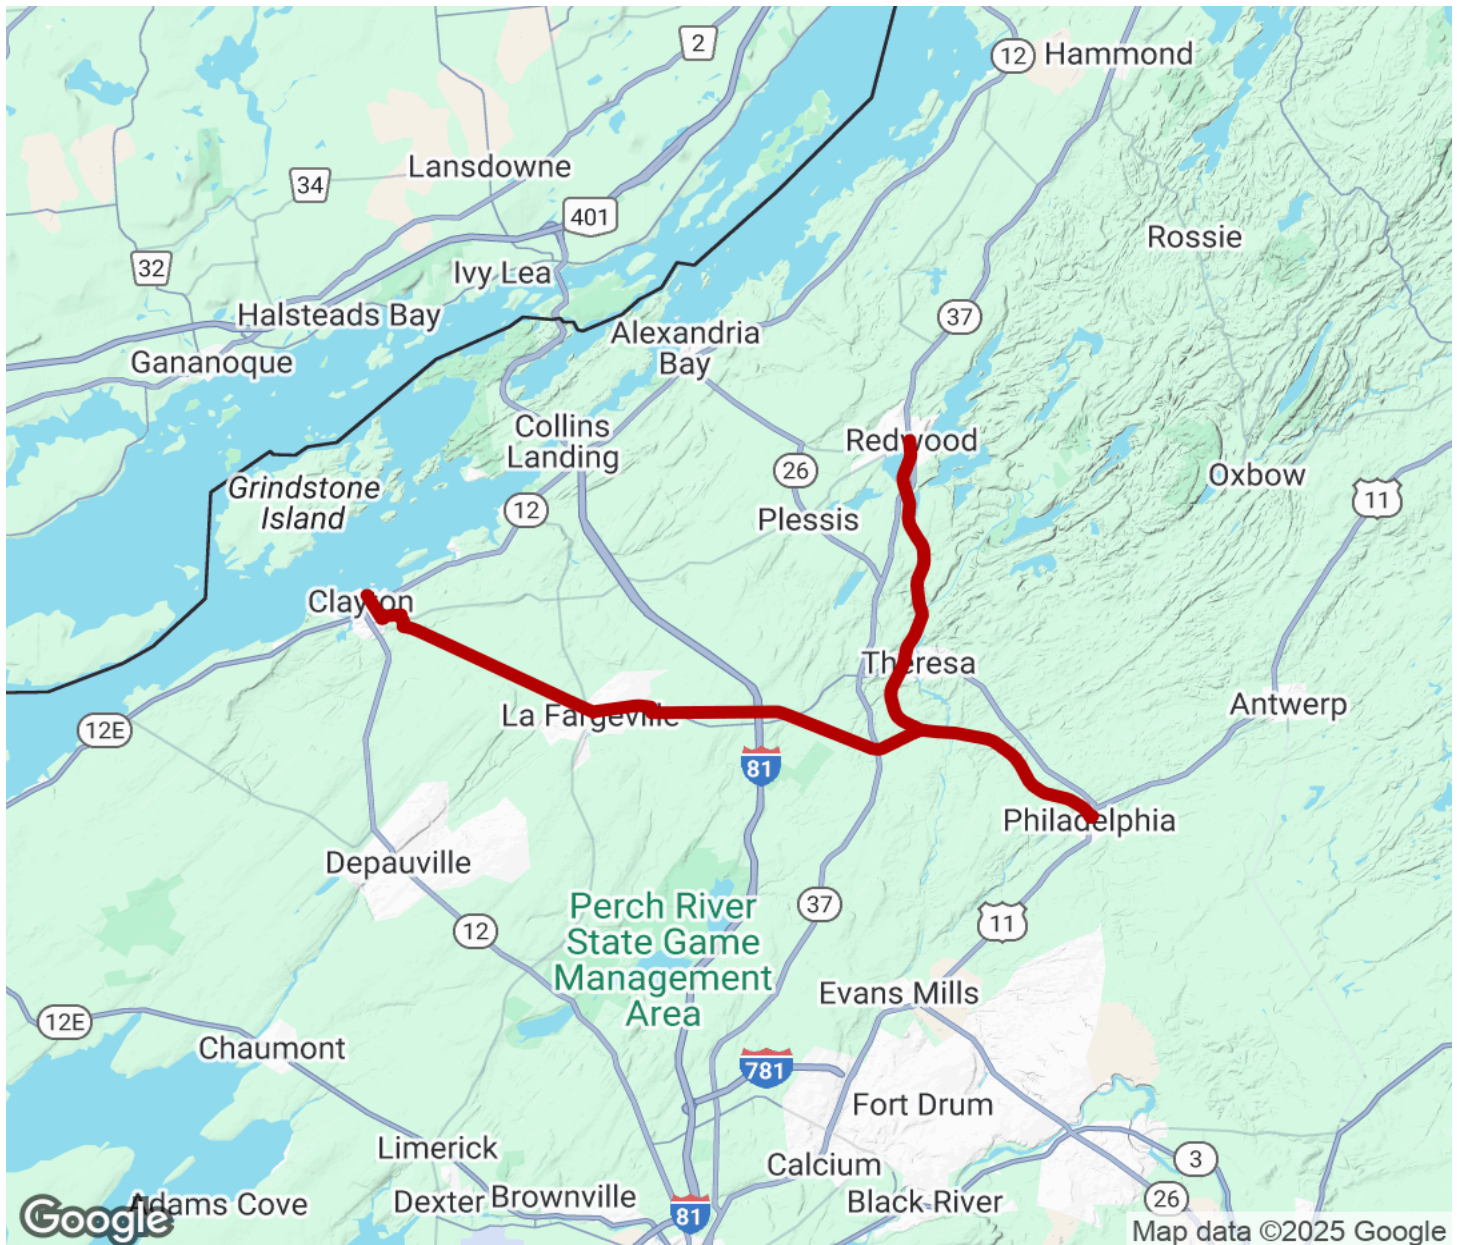 2
12
Hammond
Lansdowne
34
401
Rossie
32
Ivy Lea
Halsteads Bay
37
Alexandria
Bay
Gananoque
Collins
Landing
Redwood
26
Oxbow
Grindstone
Island
12
Plessis
11
Clayton
Theresa
La Fargeville
Antwerp
12E
81
Philadelphia
Depauville
Perch River
State Game
Management
Area
37
12
11
Evans Mills
12E
Chaumont
781
Fort Drum
Limerick
Calcium
3
Adams Cove
Dexter
Brownville
Black River
26
81
Google
Map data ©2025 Google